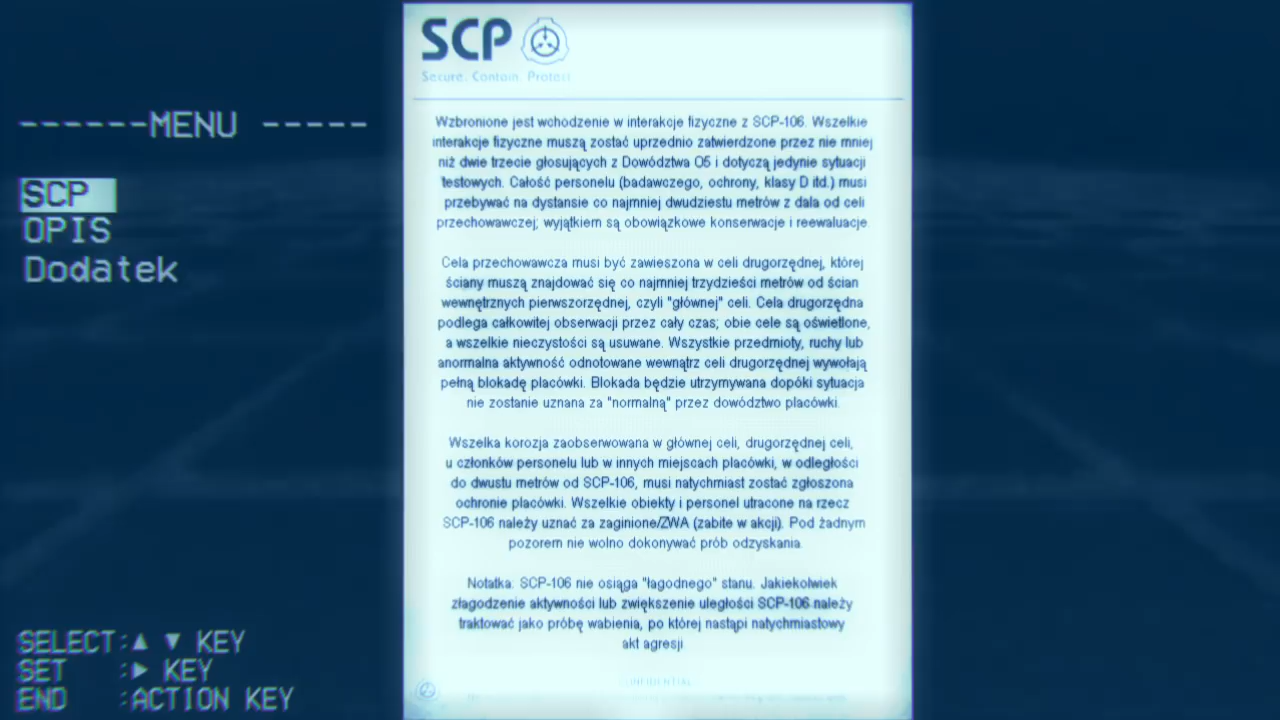 ------MENU -----
SCP
OPIS
Dodatek
SELECT:▲ ▼ KEY
SET :► KEY
END :ACTION KEY
SCP
Secure. Contain. Protect
Wzbronione jest wchodzenie w interakcje fizyczne z SCP-106. Wszelkie
interakcje fizyczne muszą zostać uprzednio zatwierdzone przez nie mniej
niż dwie trzecie głosujących z Dowództwa O5 i dotyczą jedynie sytuacji
testowych. Całość personelu (badawczego, ochrony, klasy D itd.) musi
przebywać na dystansie co najmniej dwudziestu metrów z dala od celi
przechowawczej; wyjątkiem są obowiązkowe konserwacje i reewaluacje.
Cela przechowawcza musi być zawieszona w celi drugorzędnej, której
ściany muszą znajdować się co najmniej trzydzieści metrów od ścian
wewnętrznych pierwszorzędnej, czyli "głównej" celi. Cela drugorzędna
podlega całkowitej obserwacji przez cały czas; obie cele są oświetlone,
a wszelkie nieczystości są usuwane. Wszystkie przedmioty, ruchy lub
anormalna aktywność odnotowane wewnątrz celi drugorzędnej wywołają
pełną blokadę placówki. Blokada będzie utrzymywana dopóki sytuacja
nie zostanie uznana za "normalną" przez dowództwo placówki.
Wszelka korozja zaobserwowana w głównej celi, drugorzędnej celi,
u członków personelu lub w innych miejscach placówki, w odległości
do dwustu metrów od SCP-106, musi natychmiast zostać zgłoszona
ochronie placówki. Wszelkie obiekty i personel utracone na rzecz
SCP-106 należy uznać za zaginione/ZWA (zabite w akcji). Pod żadnym
pozorem nie wolno dokonywać prób odzyskania.
Notatka: SCP-106 nie osiąga "łagodnego" stanu. Jakiekolwiek
złagodzenie aktywności lub zwiększenie uległości SCP-106 należy
traktować jako próbę wabienia, po której nastąpi natychmiastowy
akt agresji
CONFIDENTIAL